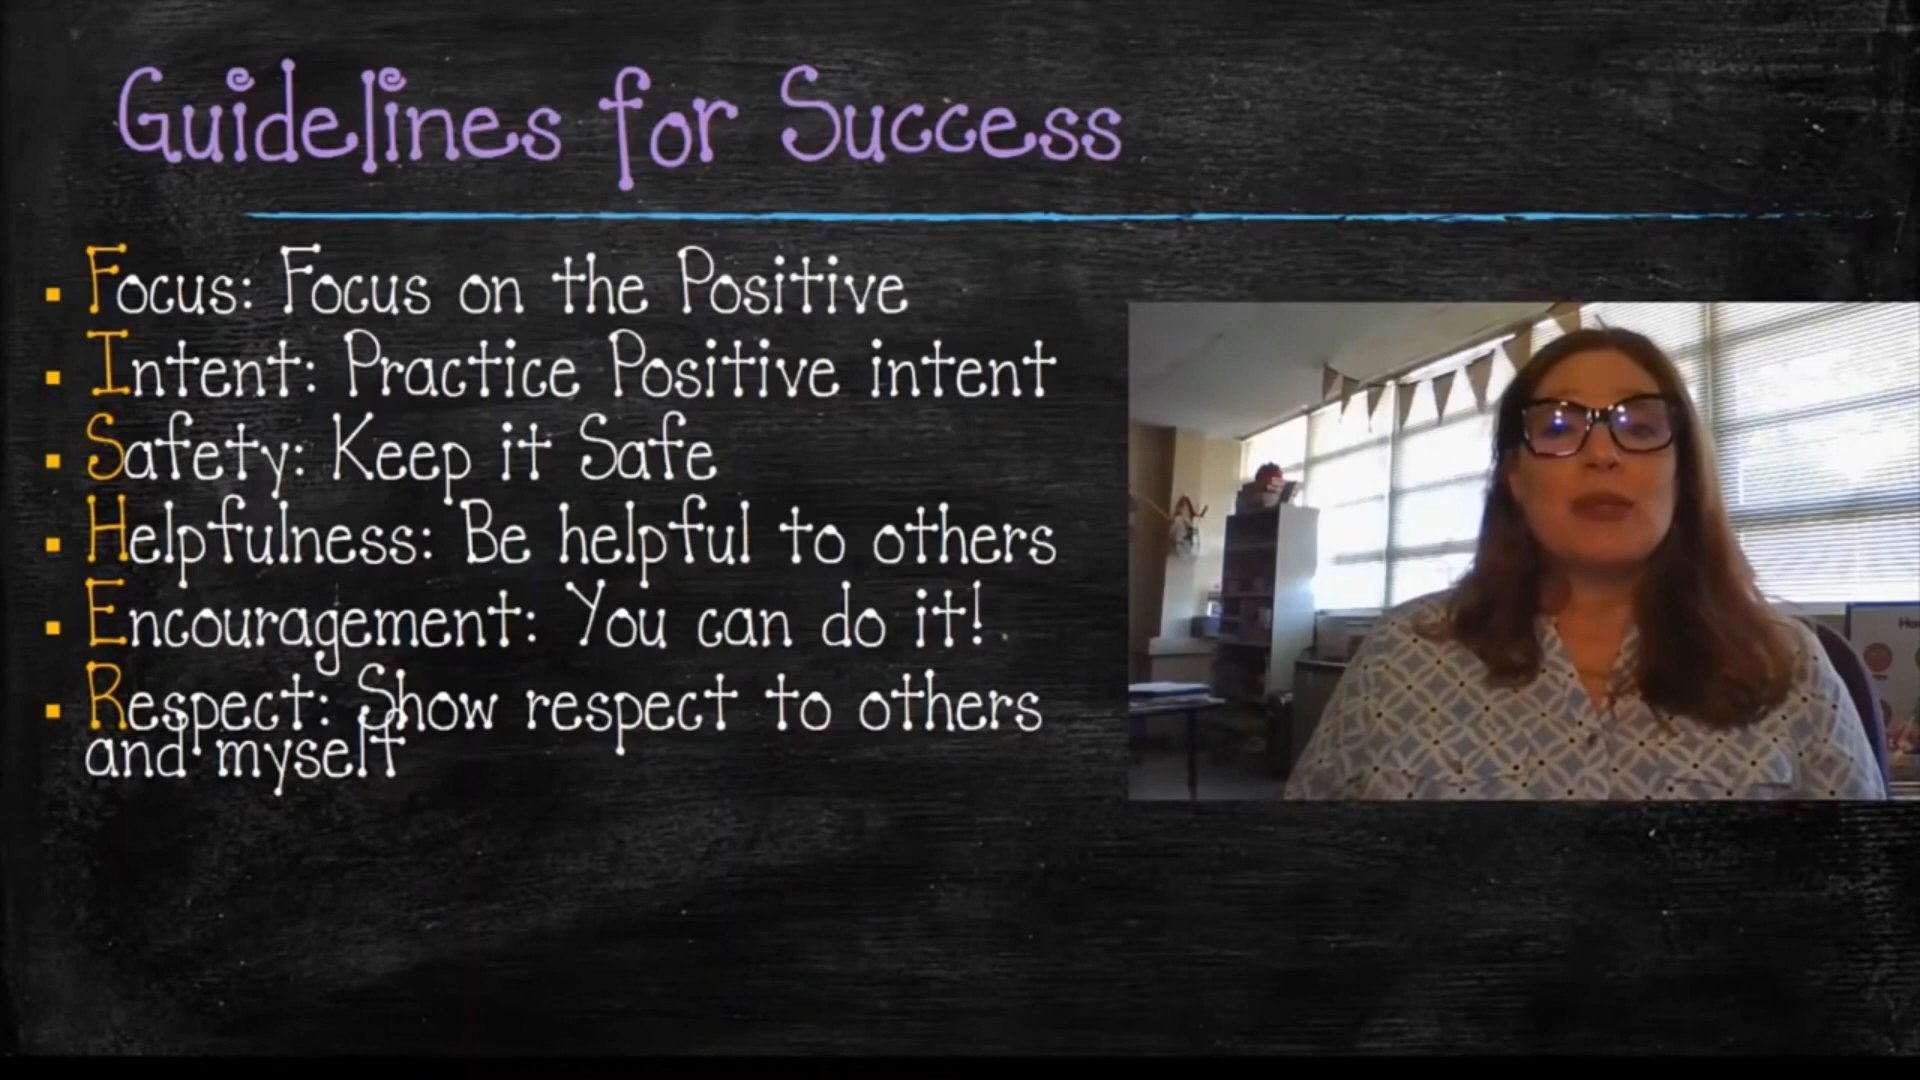 Guidelines for Success
Focus: Focus on the Positive
Intent: Practice Positive intent
Safety: Keep it Safe
Helpfulness: Be helpful to others
Encouragement: You can do it!
Respect: Show respect to others
and myself